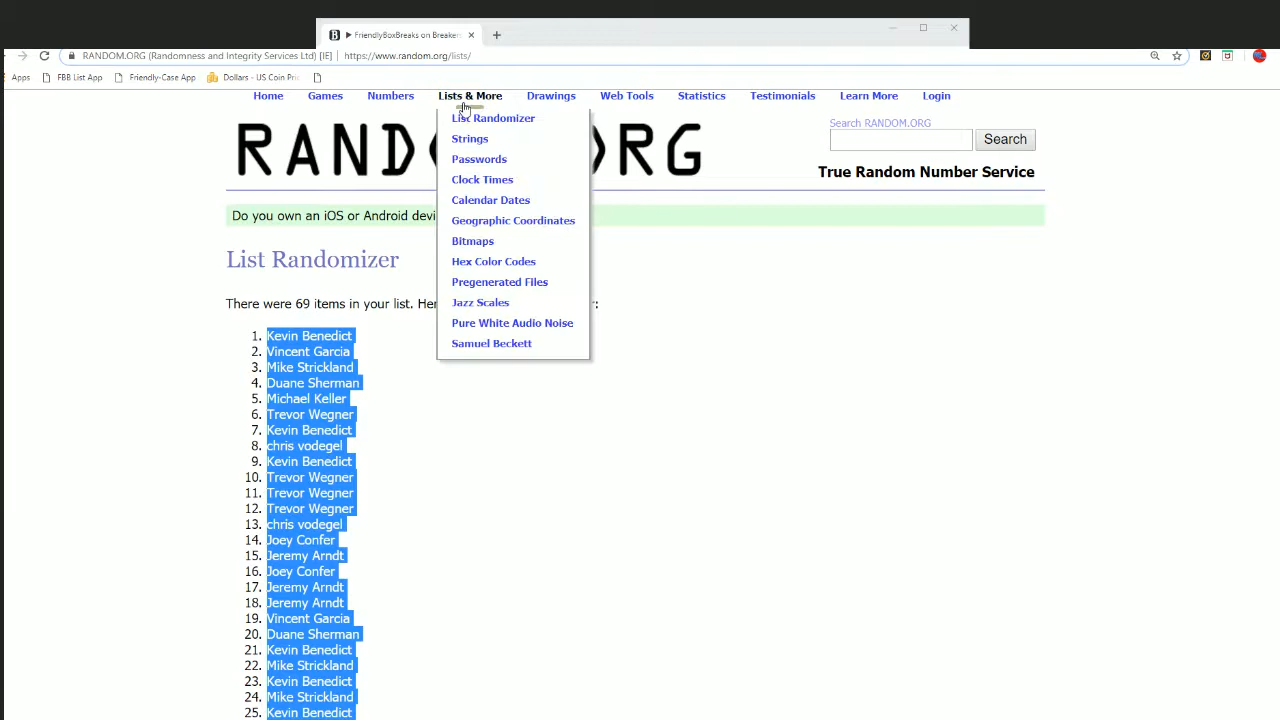 FriendlyBoxBreaks on Breaker
RANDOM.ORG (Randomness and Integrity Services Ltd) [IE] | https://www.random.org/lists/
Apps FBB List App Friendly-Case App Dollars - US Coin Pri
Home Games Numbers Lists & More Drawings Web Tools Statistics Testimonials Learn More Login
List Randomizer
Strings
Passwords
Clock Times
Calendar Dates
Geographic Coordinates
Bitmaps
Hex Color Codes
Pregenerated Files
Jazz Scales
Pure White Audio Noise
Samuel Beckett
RAND RG
Search RANDOM.ORG
Search
True Random Number Service
Do you own an iOS or Android devi
List Randomizer
There were 69 items in your list. Her :
1. Kevin Benedict
2. Vincent Garcia
3. Mike Strickland
4. Duane Sherman
5. Michael Keller
6. Trevor Wegner
7. Kevin Benedict
8. chris vodegel
9. Kevin Benedict
10. Trevor Wegner
11. Trevor Wegner
12. Trevor Wegner
13. chris vodegel
14. Joey Confer
15. Jeremy Arndt
16. Joey Confer
17. Jeremy Arndt
18. Jeremy Arndt
19. Vincent Garcia
20. Duane Sherman
21. Kevin Benedict
22. Mike Strickland
23. Kevin Benedict
24. Mike Strickland
25. Kevin Benedict